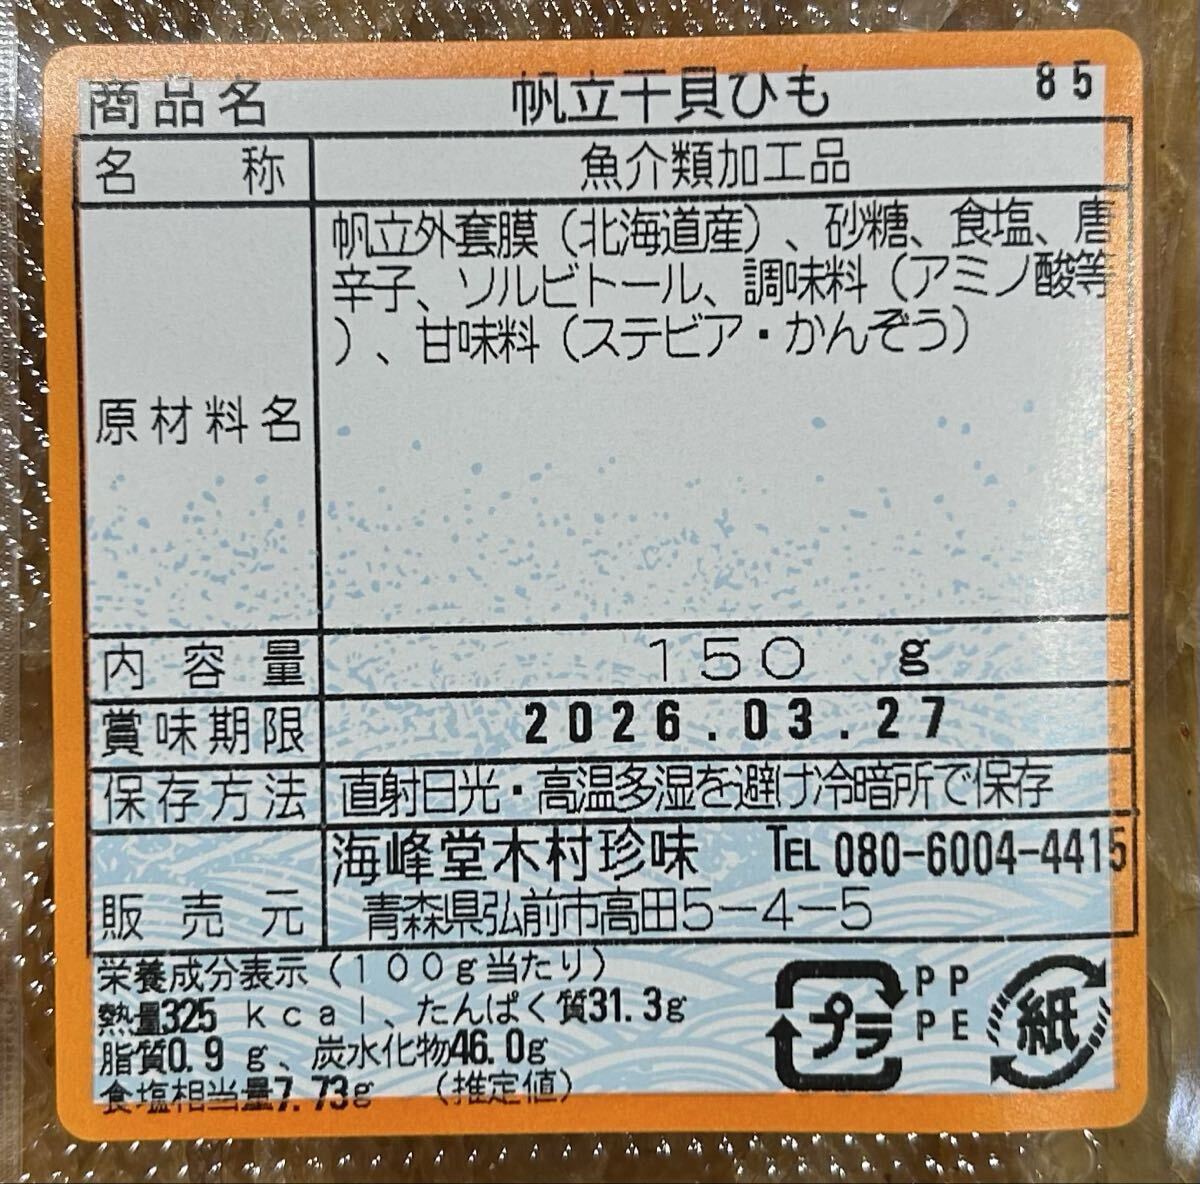 商品名 帆立干貝ひも 85
名称 魚介類加工品
原材料名 帆立外套膜（北海道産）、砂糖、食塩、唐
辛子、ソルビトール、調味料（アミノ酸等
）、甘味料（ステビア・かんぞう）
内容量 150 g
賞味期限 2026.03.27
保存方法 直射日光・高温多湿を避け冷暗所で保存
販売元 海峰堂木村珍味 TEL 080-6004-4415
青森県弘前市高田5-4-5
栄養成分表示（100g当たり）
熱量325 kcal、たんぱく質31.3g
脂質0.9g、炭水化物46.0g
食塩相当量7.73g （推定値）
プラ PP
PE
紙